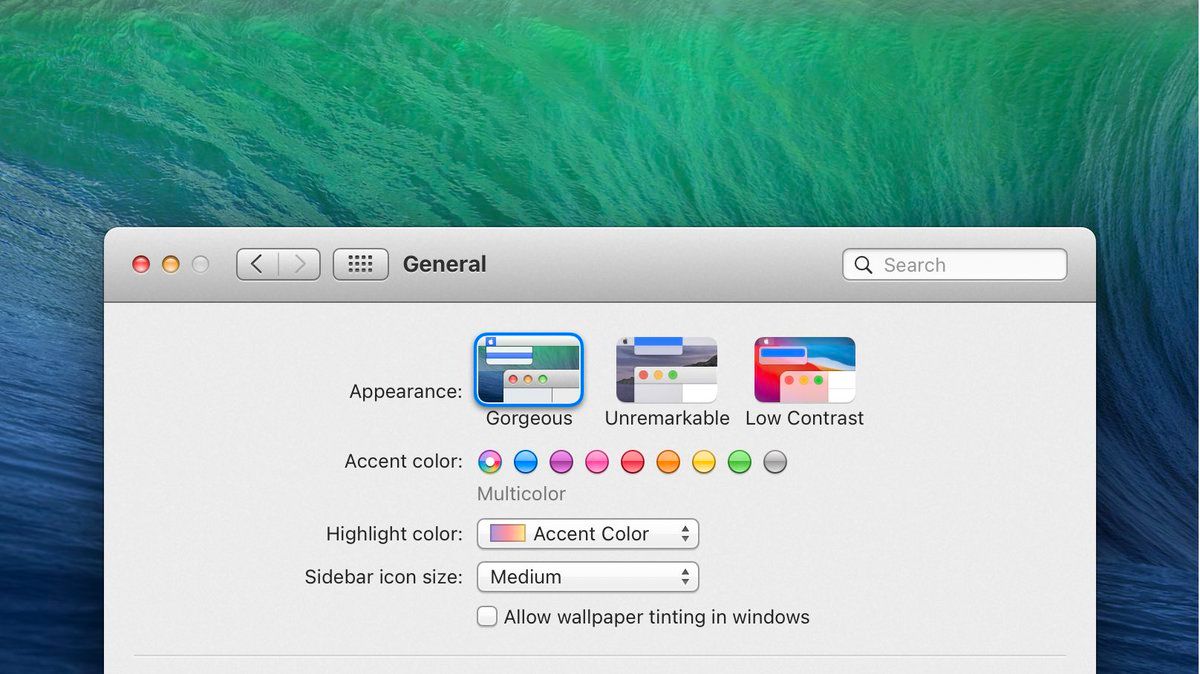 General
Search
Appearance:
Gorgeous
Unremarkable
Low Contrast
Accent color:
Multicolor
Highlight color:
Accent Color
Sidebar icon size:
Medium
Allow wallpaper tinting in windows